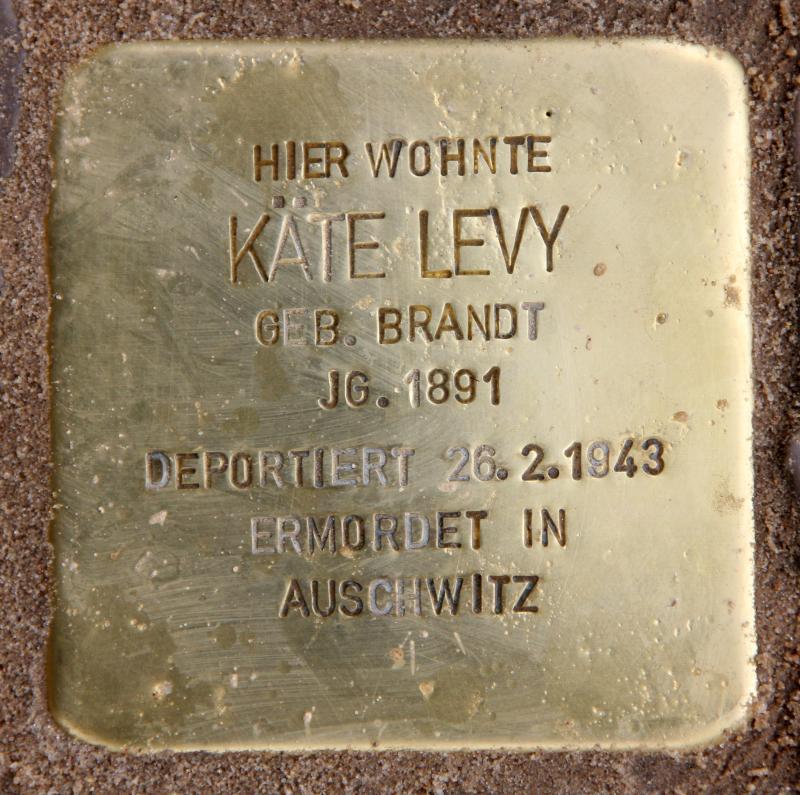 HIER WOHNTE
KÄTE LEVY
GEB. BRANDT
JG. 1891
DEPORTIERT 26.2.1943
ERMORDET IN
AUSCHWITZ